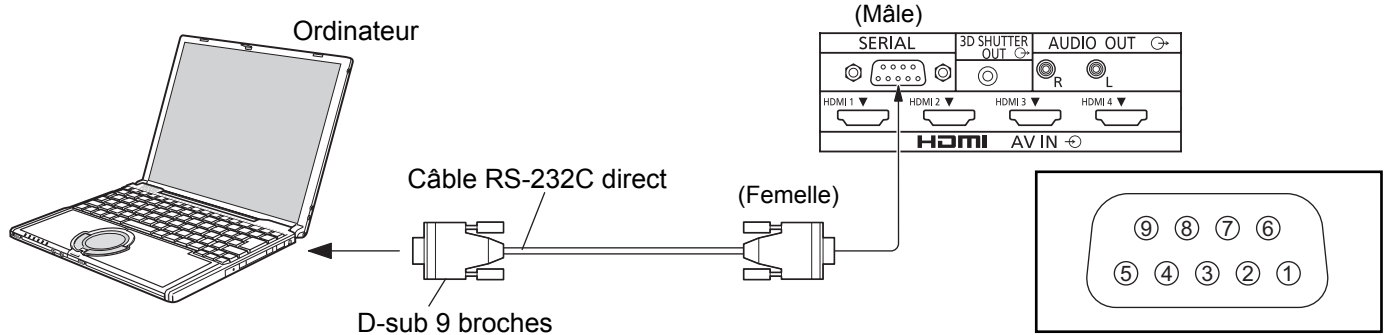 (Mâle)
Ordinateur
SERIAL
3D SHUTTER
OUT
AUDIO OUT
R
L
HDMI 1 ▼
HDMI 2 ▼
HDMI 3 ▼
HDMI 4 ▼
HDMI AV IN
Câble RS-232C direct
(Femelle)
D-sub 9 broches
⑨ ⑧ ⑦ ⑥
⑤ ④ ③ ② ①